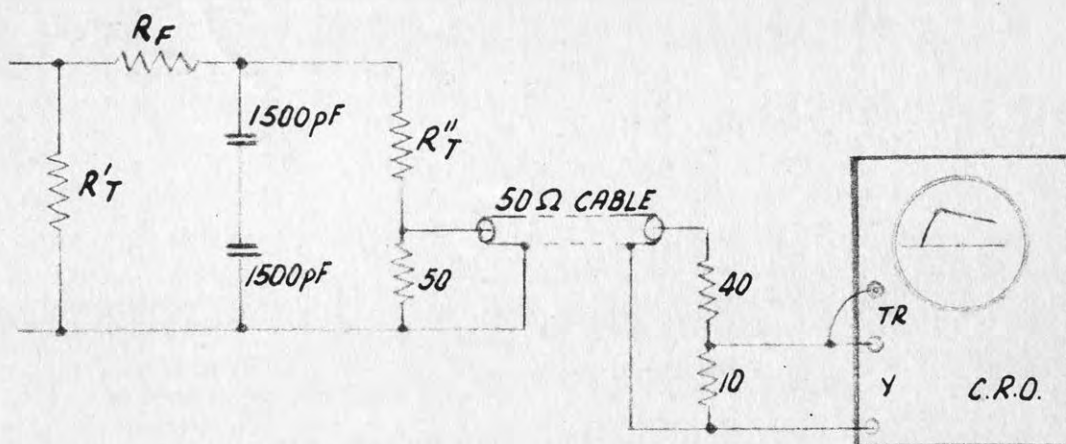 R_F
1500pF
R'_T
R''_T
50Ω CABLE
1500pF
50
40
10
TR
Y
C.R.O.